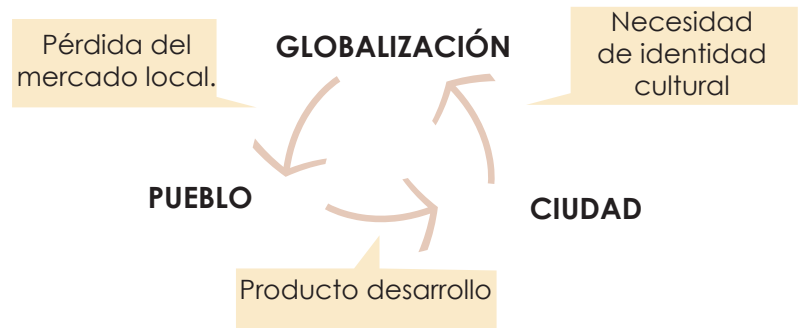 Pérdida del
mercado local.
GLOBALIZACIÓN
Necesidad
de identidad
cultural
PUEBLO
CIUDAD
Producto desarrollo